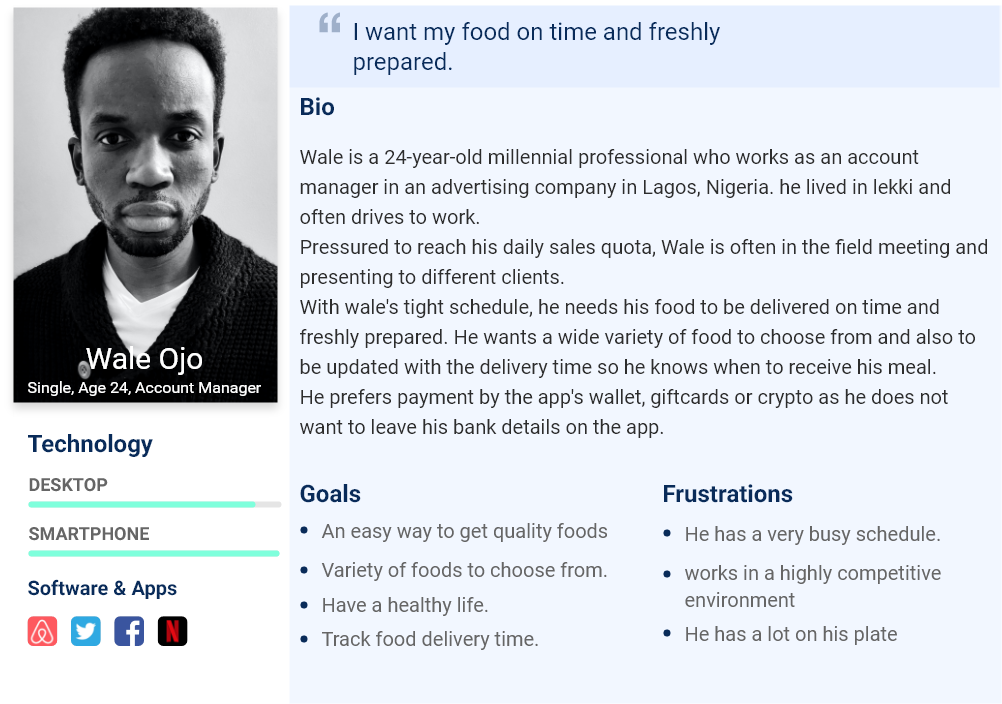 I want my food on time and freshly
prepared.
Bio
Wale is a 24-year-old millennial professional who works as an account
manager in an advertising company in Lagos, Nigeria. he lived in lekki and
often drives to work.
Pressured to reach his daily sales quota, Wale is often in the field meeting and
presenting to different clients.
With wale's tight schedule, he needs his food to be delivered on time and
freshly prepared. He wants a wide variety of food to choose from and also to
be updated with the delivery time so he knows when to receive his meal.
He prefers payment by the app's wallet, giftcards or crypto as he does not
want to leave his bank details on the app.
Wale Ojo
Single, Age 24, Account Manager
Technology
DESKTOP
SMARTPHONE
Software & Apps
Goals
An easy way to get quality foods
Variety of foods to choose from.
Have a healthy life.
Track food delivery time.
Frustrations
He has a very busy schedule.
works in a highly competitive
environment
He has a lot on his plate